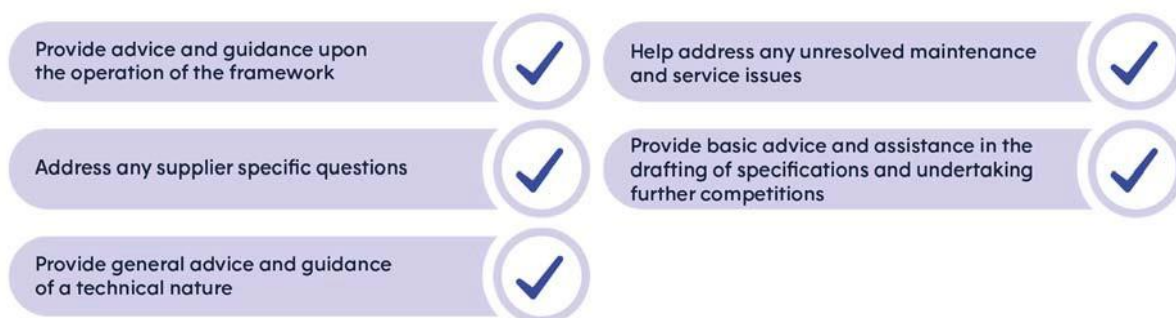 Provide advice and guidance upon
the operation of the framework
Address any supplier specific questions
Provide general advice and guidance
of a technical nature
Help address any unresolved maintenance
and service issues
Provide basic advice and assistance in the
drafting of specifications and undertaking
further competitions